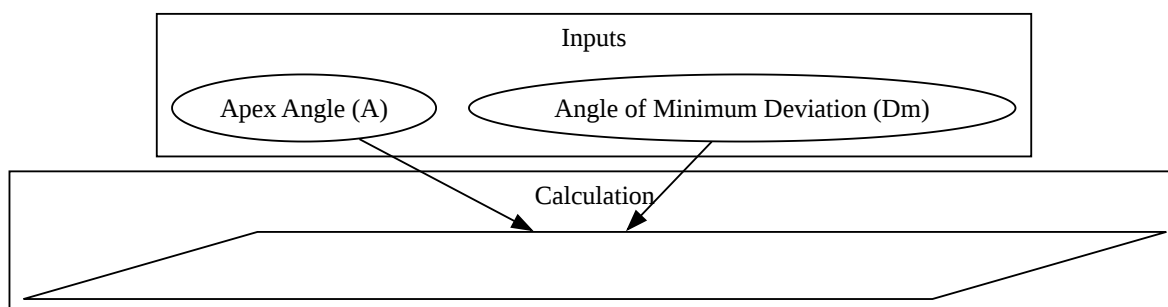 Inputs
Apex Angle (A)
Angle of Minimum Deviation (Dm)
Calculation